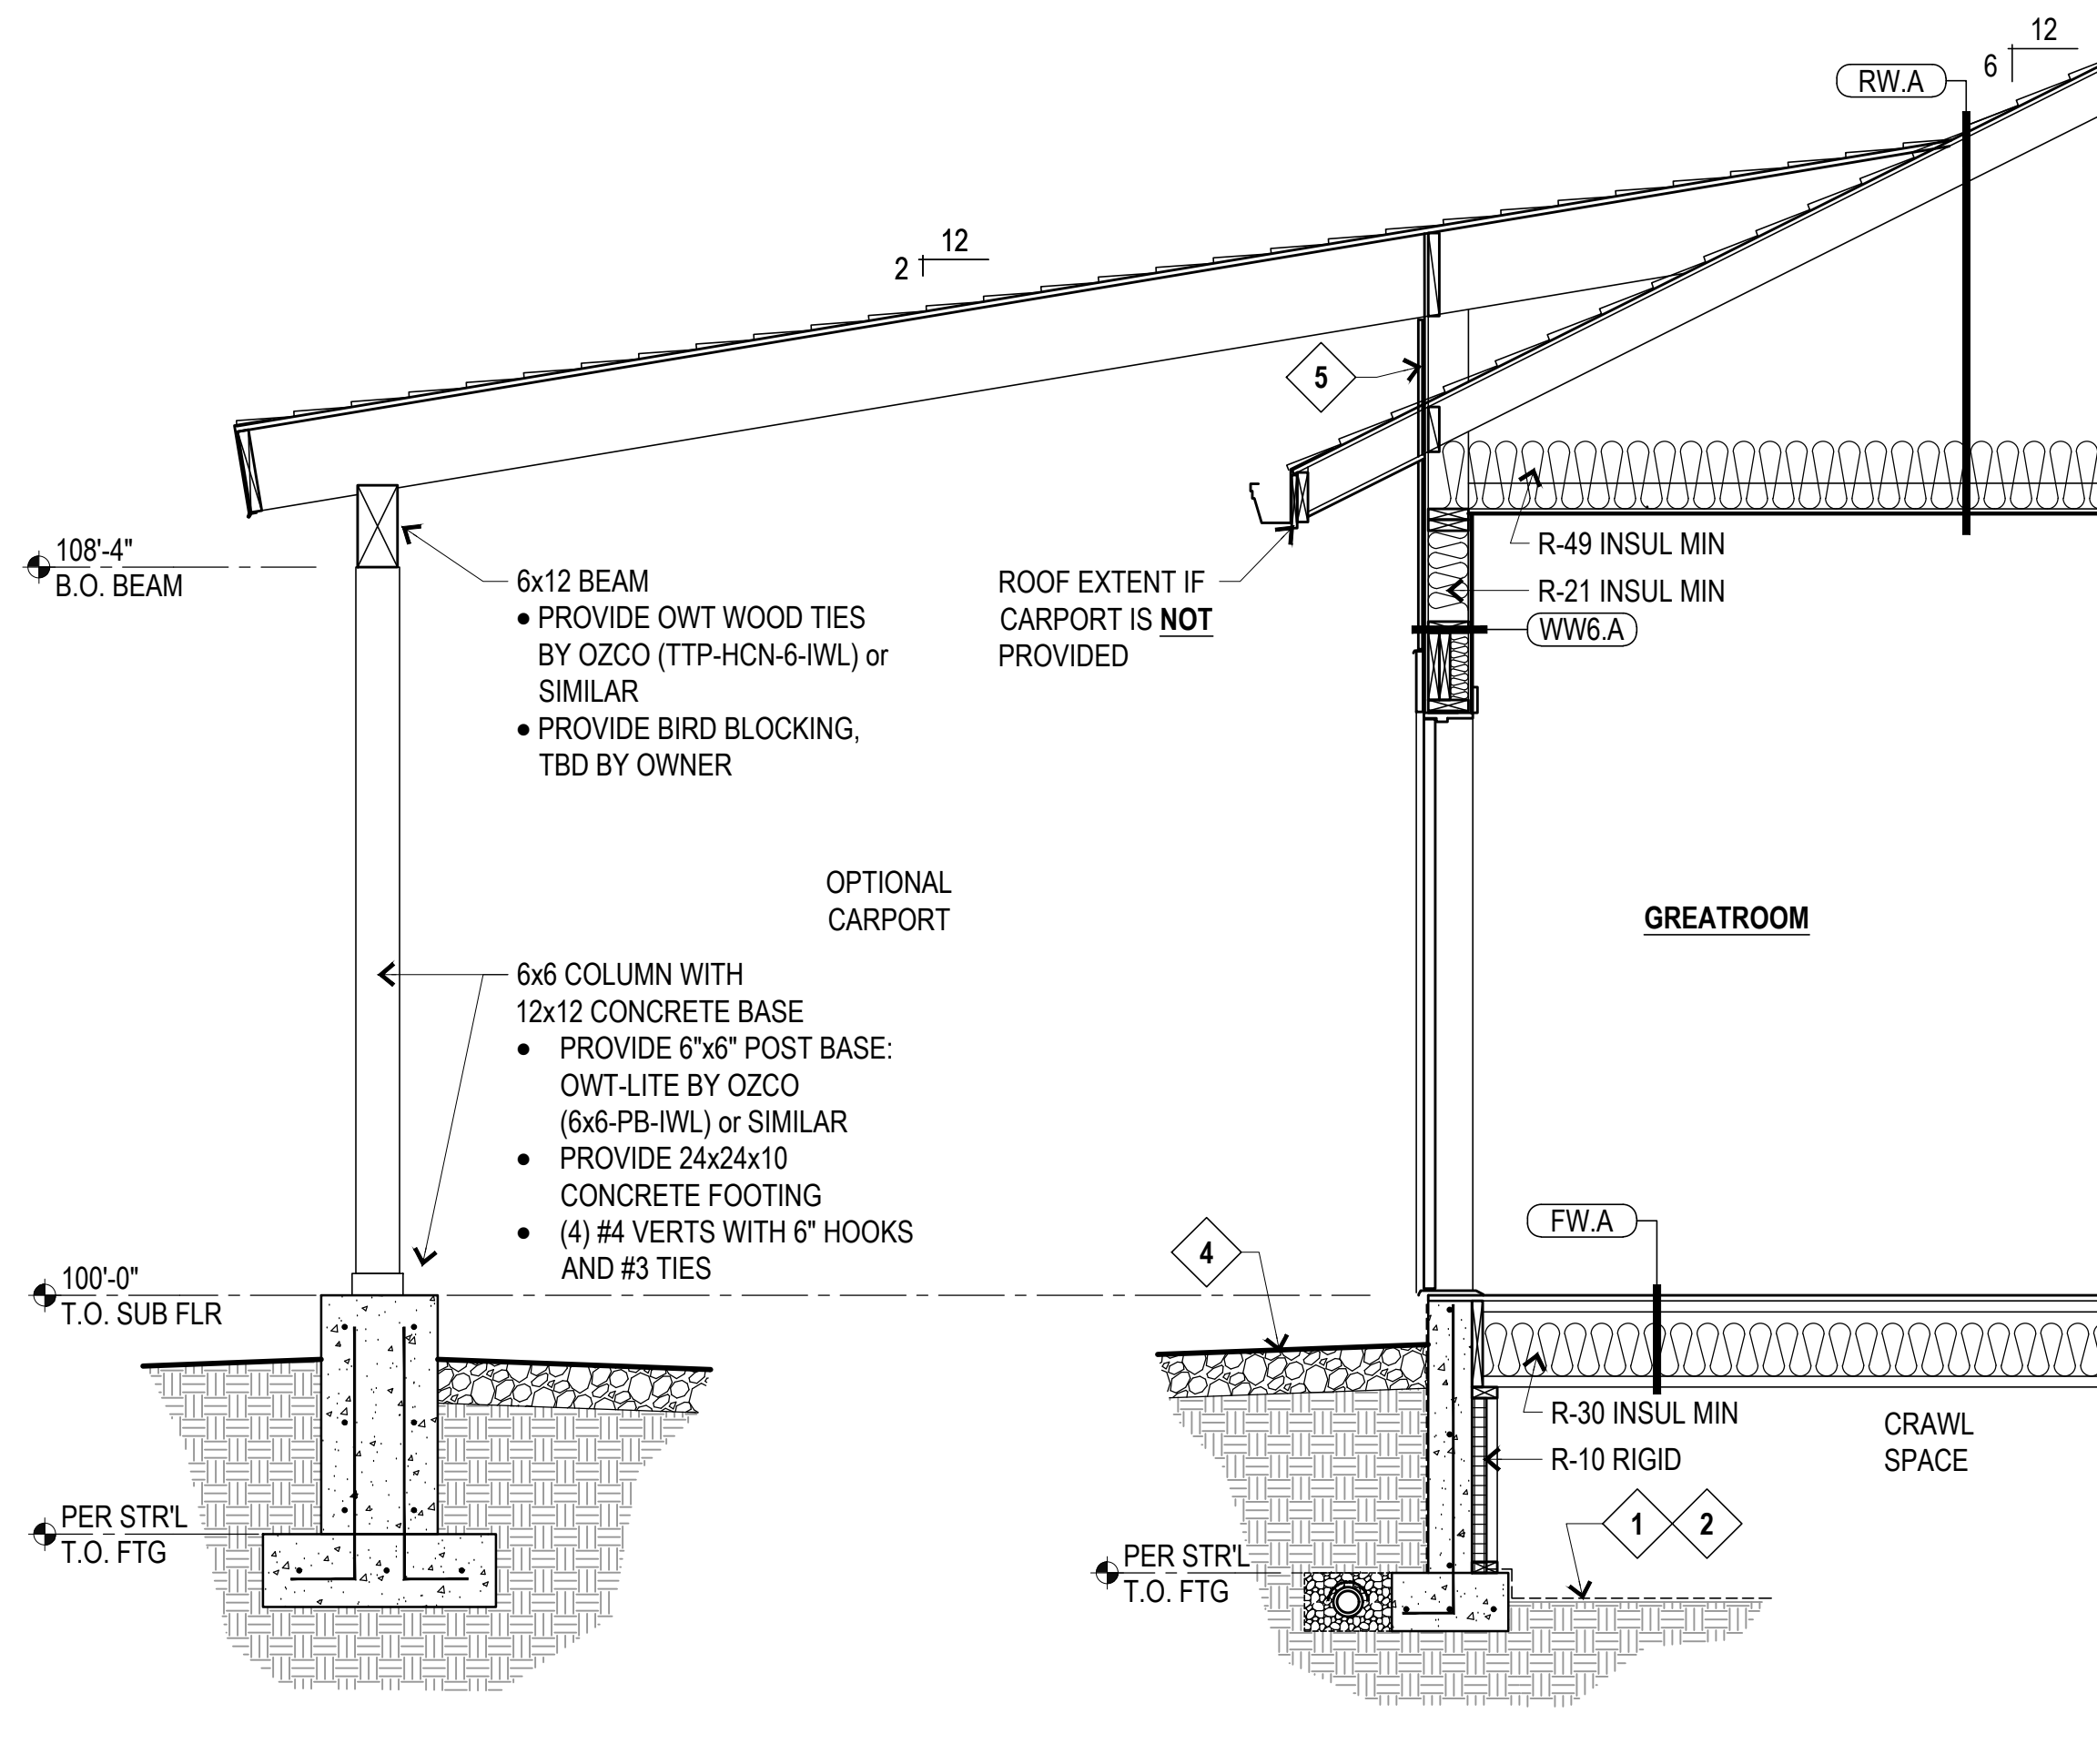 12
6
RW.A
12
2
5
108'-4"
B.O. BEAM
6x12 BEAM
• PROVIDE OWT WOOD TIES
BY OZCO (TTP-HCN-6-IWL) or
SIMILAR
• PROVIDE BIRD BLOCKING,
TBD BY OWNER
ROOF EXTENT IF
CARPORT IS NOT
PROVIDED
R-49 INSUL MIN
R-21 INSUL MIN
WW6.A
OPTIONAL
CARPORT
GREATROOM
6x6 COLUMN WITH
12x12 CONCRETE BASE
• PROVIDE 6"x6" POST BASE:
OWT-LITE BY OZCO
(6x6-PB-IWL) or SIMILAR
• PROVIDE 24x24x10
CONCRETE FOOTING
• (4) #4 VERTS WITH 6" HOOKS
AND #3 TIES
FW.A
4
100'-0"
T.O. SUB FLR
R-30 INSUL MIN
R-10 RIGID
CRAWL
SPACE
1
2
PER STR'L
T.O. FTG
PER STR'L
T.O. FTG